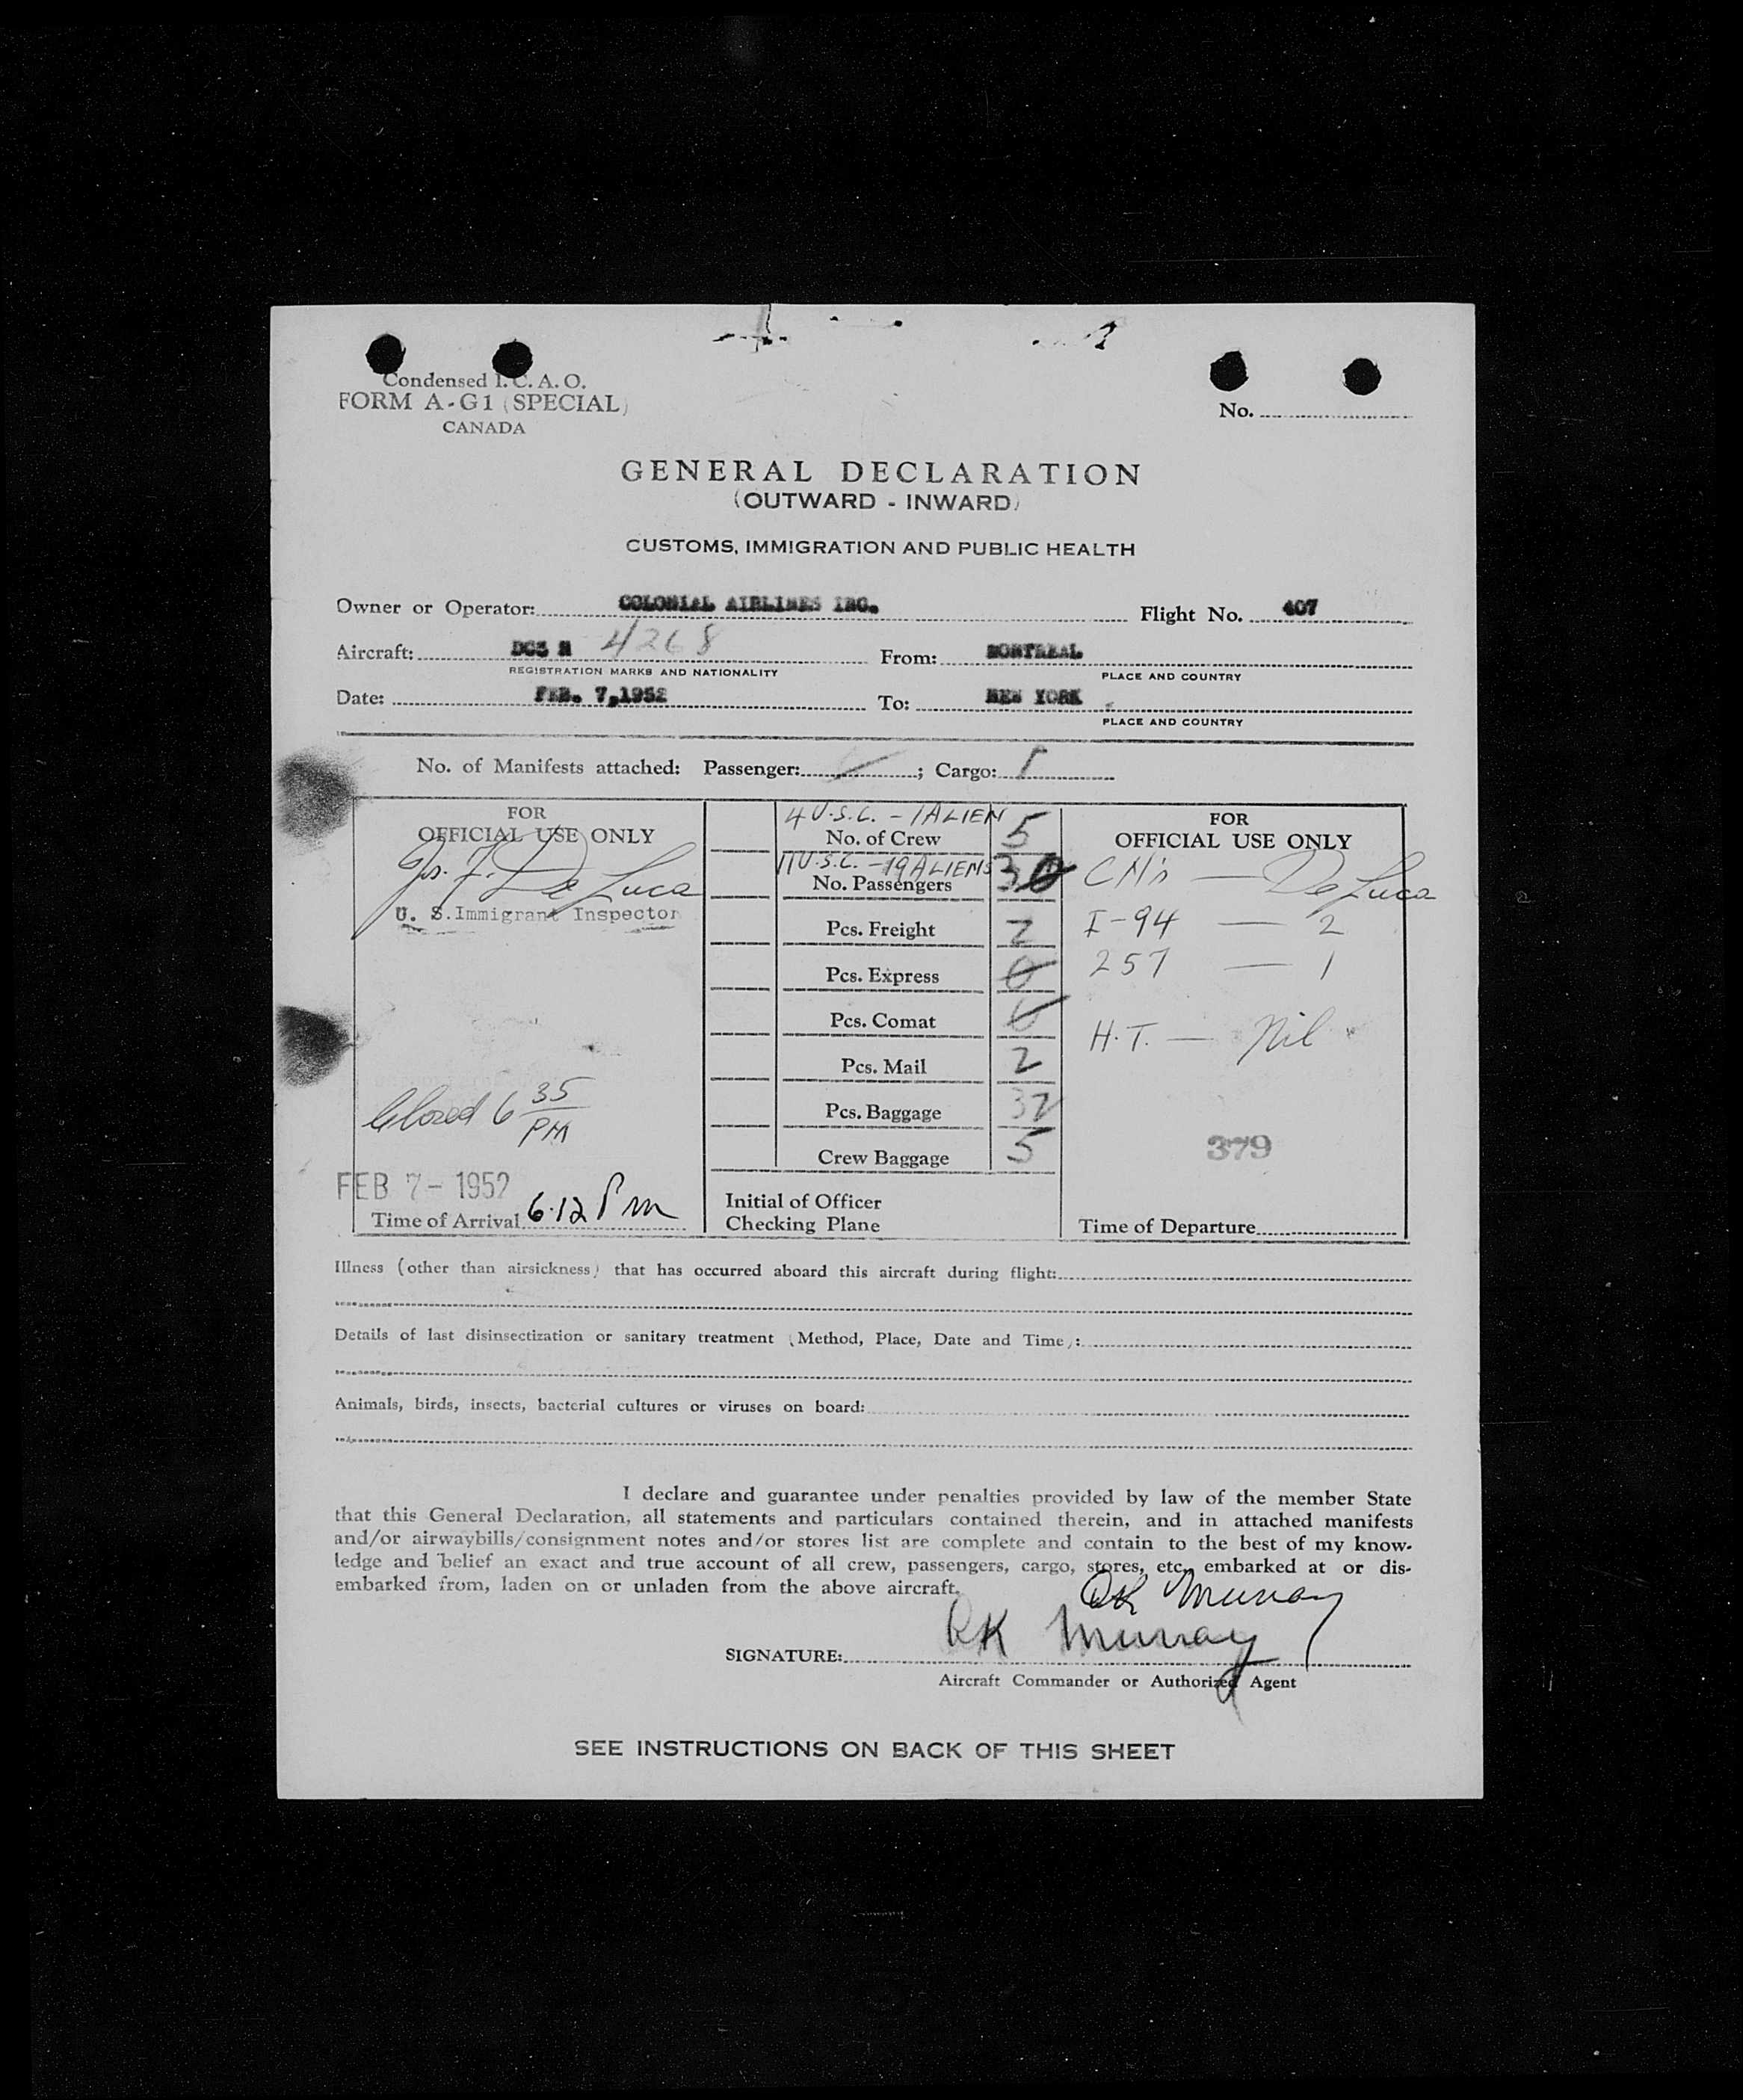 Condensed I. C. A. O.
FORM A-G1 (SPECIAL)
CANADA
No.
GENERAL DECLARATION
(OUTWARD - INWARD)
CUSTOMS, IMMIGRATION AND PUBLIC HEALTH
Owner or Operator: COLONIAL AIRLINES INC. Flight No. 407
Aircraft: DC3 N 4268 From: MONTREAL
REGISTRATION MARKS AND NATIONALITY PLACE AND COUNTRY
Date: FEB. 7,1952 To: NEW YORK
PLACE AND COUNTRY
No. of Manifests attached: Passenger: ; Cargo:
FOR
OFFICIAL USE ONLY
Jos. F. De Luca
U. S. Immigrant Inspector
Closed 6 35
PM
FEB 7- 1952
Time of Arrival 6.12 Pm
4 U.S.C. - 1 ALIEN
No. of Crew 5
11 U.S.C. - 19 ALIENS
No. Passengers 30
Pcs. Freight 2
Pcs. Express 0
Pcs. Comat 0
Pcs. Mail 2
Pcs. Baggage 37
Crew Baggage 5
Initial of Officer
Checking Plane
FOR
OFFICIAL USE ONLY
— De Luca
I-94 — 2
257 — 1
H.T. — Nil
379
Time of Departure
Illness (other than airsickness) that has occurred aboard this aircraft during flight:
Details of last disinsectization or sanitary treatment (Method, Place, Date and Time):
Animals, birds, insects, bacterial cultures or viruses on board:
I declare and guarantee under penalties provided by law of the member State
that this General Declaration, all statements and particulars contained therein, and in attached manifests
and/or airwaybills/consignment notes and/or stores list are complete and contain to the best of my know-
ledge and belief an exact and true account of all crew, passengers, cargo, stores, etc, embarked at or dis-
embarked from, laden on or unladen from the above aircraft.
Murray
SIGNATURE: Murray
Aircraft Commander or Authorized Agent
SEE INSTRUCTIONS ON BACK OF THIS SHEET